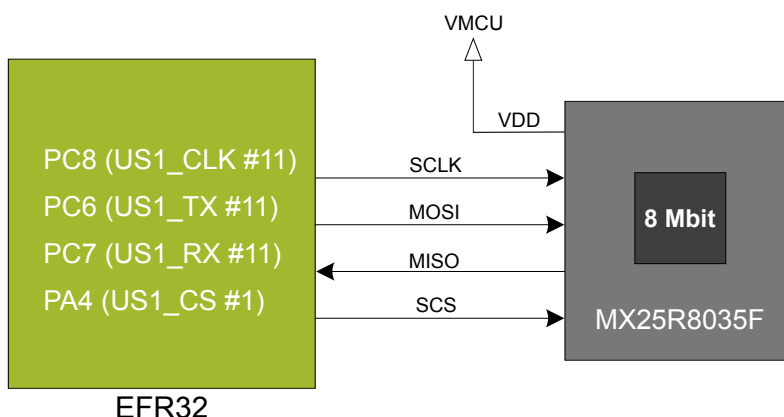 VMCU
VDD
PC8 (US1_CLK #11)
SCLK
PC6 (US1_TX #11)
MOSI
8 Mbit
PC7 (US1_RX #11)
MISO
PA4 (US1_CS #1)
SCS
MX25R8035F
EFR32